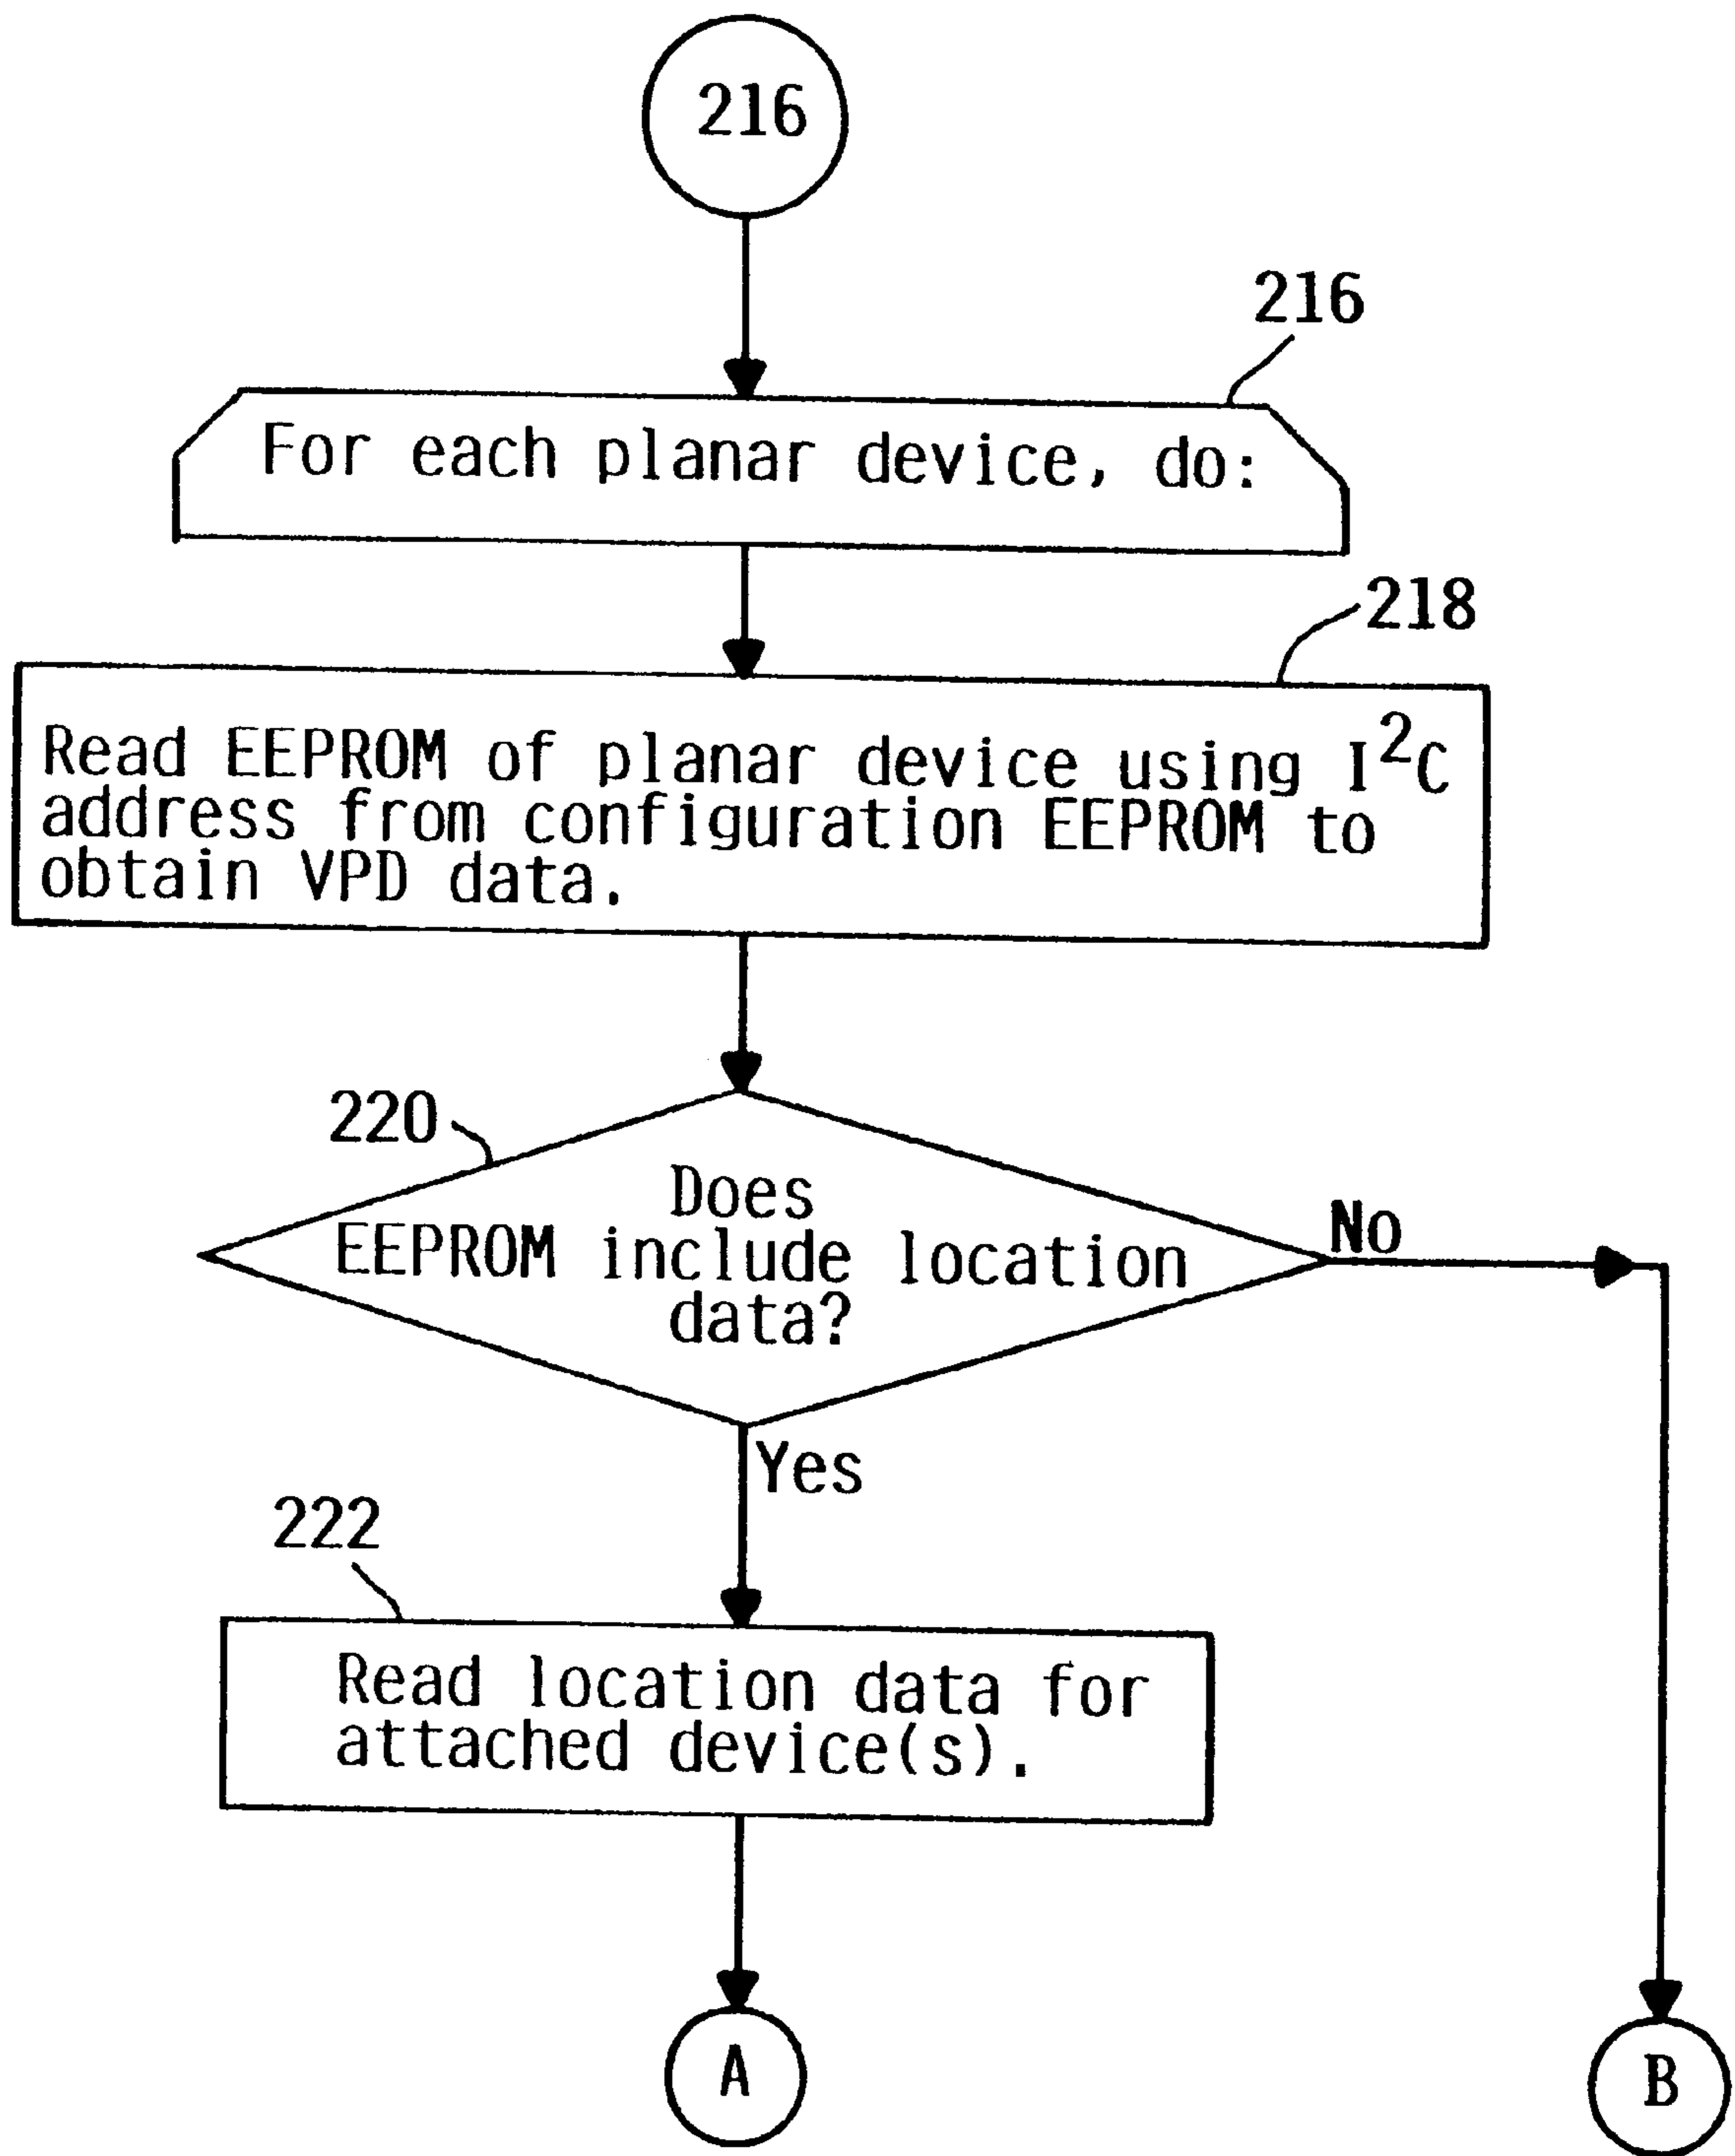 216
216
For each planar device, do:
218
Read EEPROM of planar device using I²C
address from configuration EEPROM to
obtain VPD data.
220
Does
EEPROM include location
data?
No
Yes
222
Read location data for
attached device(s).
A
B